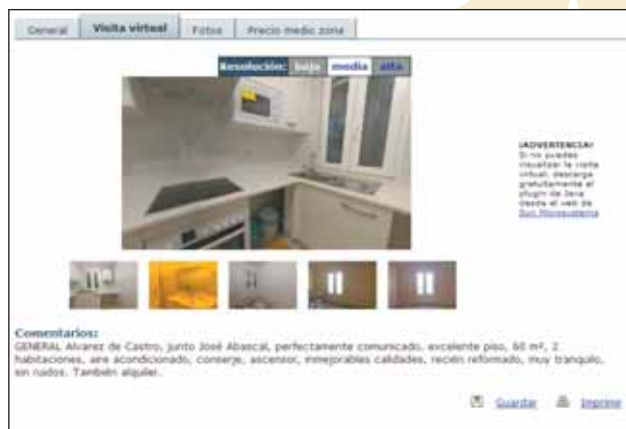 General Visita virtual Fotos Precio medio zona
Resolución: baja media alta
¡ADVERTENCIA!
Si no puedes
visualizar la visita
virtual, descarga
gratuitamente el
plugin de Java
desde el web de
Sun Microsystems
Comentarios:
GENERAL Alvarez de Castro, junto José Abascal, perfectamente comunicado, excelente piso, 60 m², 2
habitaciones, aire acondicionado, conserje, ascensor, inmejorables calidades, recién reformado, muy tranquilo,
sin ruidos. También alquiler.
Guardar Imprime